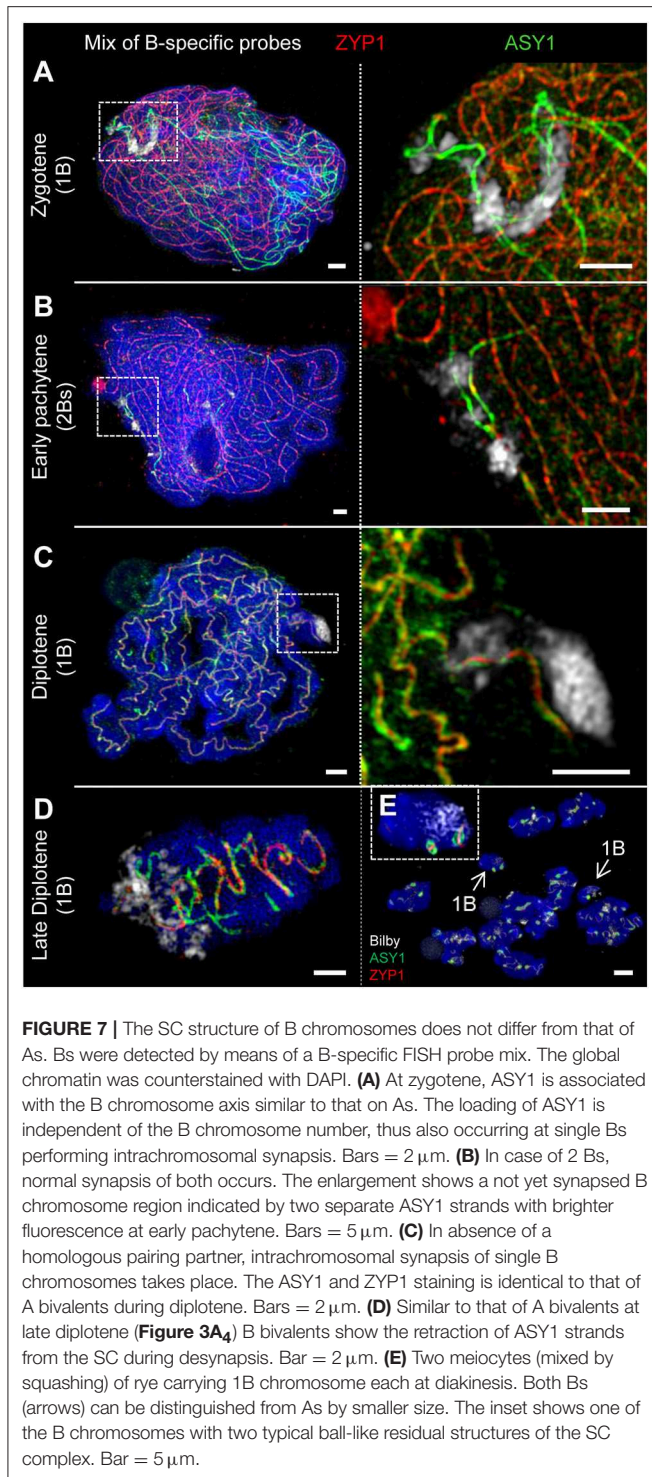 Mix of B-specific probes ZYP1 ASY1
A
Zygotene
(1B)
B
Early pachytene
(2Bs)
C
Diplotene
(1B)
D
Late Diplotene
(1B)
E
1B
1B
Bilby
ASY1
ZYP1
FIGURE 7 | The SC structure of B chromosomes does not differ from that of
As. Bs were detected by means of a B-specific FISH probe mix. The global
chromatin was counterstained with DAPI. (A) At zygotene, ASY1 is associated
with the B chromosome axis similar to that on As. The loading of ASY1 is
independent of the B chromosome number, thus also occurring at single Bs
performing intrachromosomal synapsis. Bars = 2 μm. (B) In case of 2 Bs,
normal synapsis of both occurs. The enlargement shows a not yet synapsed B
chromosome region indicated by two separate ASY1 strands with brighter
fluorescence at early pachytene. Bars = 5 μm. (C) In absence of a
homologous pairing partner, intrachromosomal synapsis of single B
chromosomes takes place. The ASY1 and ZYP1 staining is identical to that of
A bivalents during diplotene. Bars = 2 μm. (D) Similar to that of A bivalents at
late diplotene (Figure 3A4) B bivalents show the retraction of ASY1 strands
from the SC during desynapsis. Bar = 2 μm. (E) Two meiocytes (mixed by
squashing) of rye carrying 1B chromosome each at diakinesis. Both Bs
(arrows) can be distinguished from As by smaller size. The inset shows one of
the B chromosomes with two typical ball-like residual structures of the SC
complex. Bar = 5 μm.